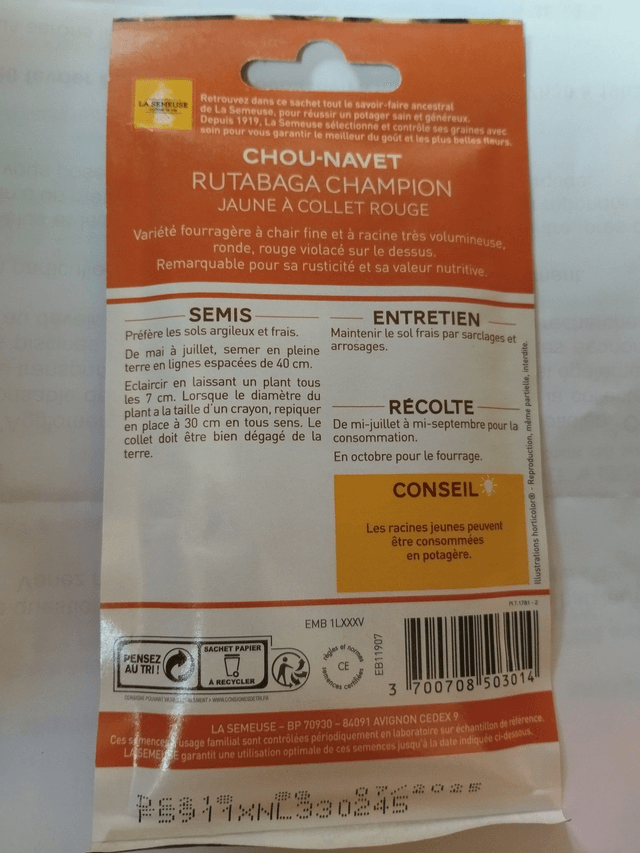 LA SEMEUSE
Retrouvez dans ce sachet tout le savoir-faire ancestral
de La Semeuse, pour réussir un potager sain et généreux.
Depuis 1919, La Semeuse sélectionne et contrôle ses graines avec
soin pour vous garantir le meilleur du goût et les plus belles fleurs.
CHOU-NAVET
RUTABAGA CHAMPION
JAUNE À COLLET ROUGE
Variété fourragère à chair fine et à racine très volumineuse,
ronde, rouge violacé sur le dessus.
Remarquable pour sa rusticité et sa valeur nutritive.
SEMIS
Préfère les sols argileux et frais.
De mai à juillet, semer en pleine
terre en lignes espacées de 40 cm.
Eclaircir en laissant un plant tous
les 7 cm. Lorsque le diamètre du
plant a la taille d'un crayon, repiquer
en place à 30 cm en tous sens. Le
collet doit être bien dégagé de la
terre.
ENTRETIEN
Maintenir le sol frais par sarclages et
arrosages.
RÉCOLTE
De mi-juillet à mi-septembre pour la
consommation.
En octobre pour le fourrage.
CONSEIL
Les racines jeunes peuvent
être consommées
en potagère.
Illustrations horticolor® - Reproduction, même partielle, interdite.
EMB 1LXXXV
PENSEZ
AU TRI !
SACHET PAPIER
À RECYCLER
règles et normes
CE
semences certifiées
EB11907
3 700708 503014
LA SEMEUSE – BP 70930 – 84091 AVIGNON CEDEX 9
Ces semences à usage familial sont contrôlées périodiquement en laboratoire sur échantillon de référence.
LA SEMEUSE garantit une utilisation optimale de ces semences jusqu'à la date indiquée ci-dessous.
07/2025